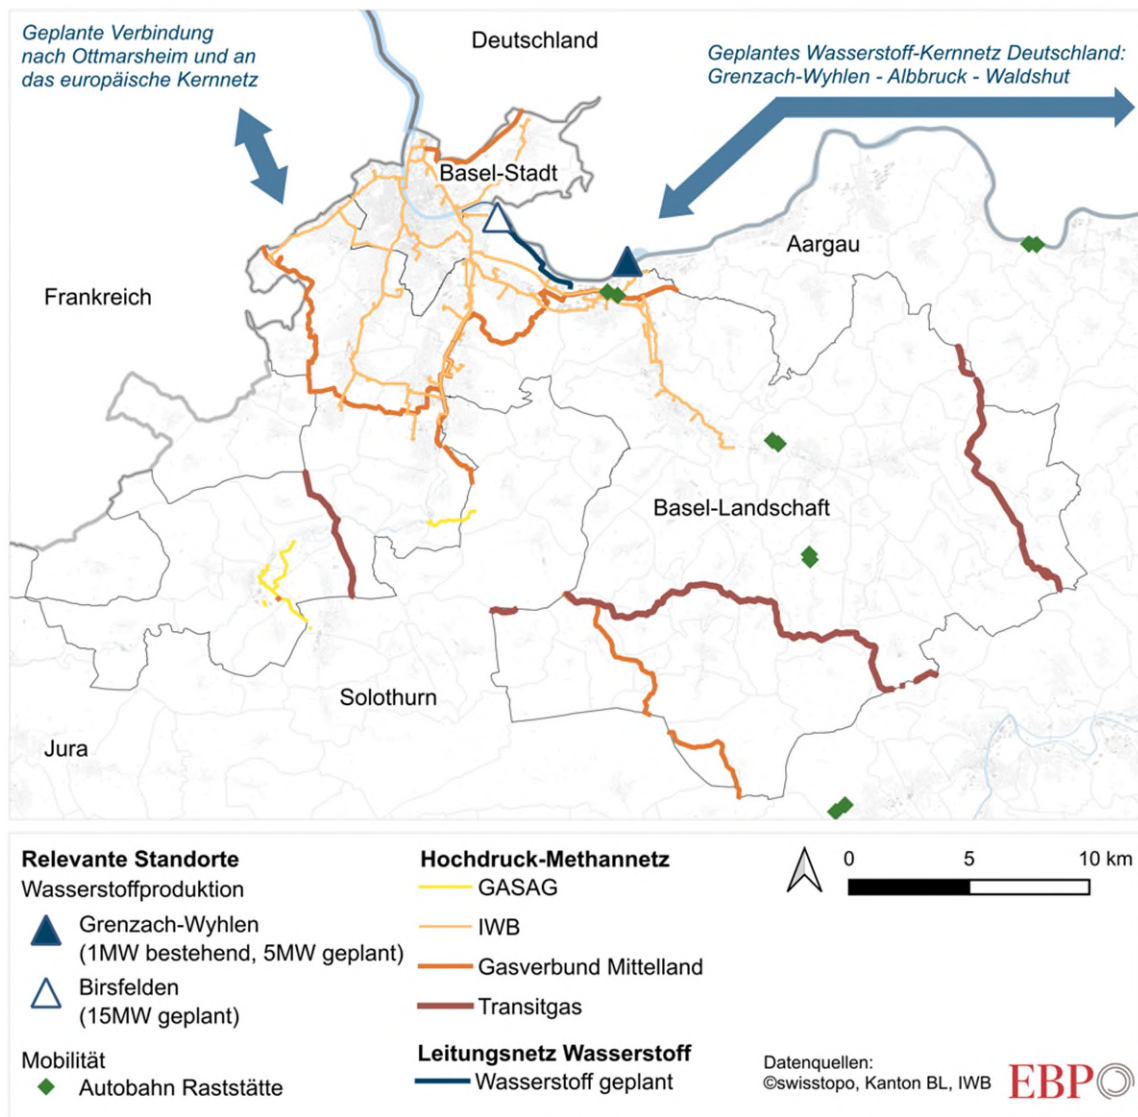 Geplante Verbindung
nach Ottmarsheim und an
das europäische Kernnetz
Deutschland
Geplantes Wasserstoff-Kernnetz Deutschland:
Grenzach-Wyhlen - Albbruck - Waldshut
Basel-Stadt
Aargau
Frankreich
Basel-Landschaft
Solothurn
Jura
Relevante Standorte
Wasserstoffproduktion
Grenzach-Wyhlen
(1MW bestehend, 5MW geplant)
Birsfelden
(15MW geplant)
Mobilität
Autobahn Raststätte
Hochdruck-Methannetz
GASAG
IWB
Gasverbund Mittelland
Transitgas
Leitungsnetz Wasserstoff
Wasserstoff geplant
0 5 10 km
Datenquellen:
©swisstopo, Kanton BL, IWB
EBP